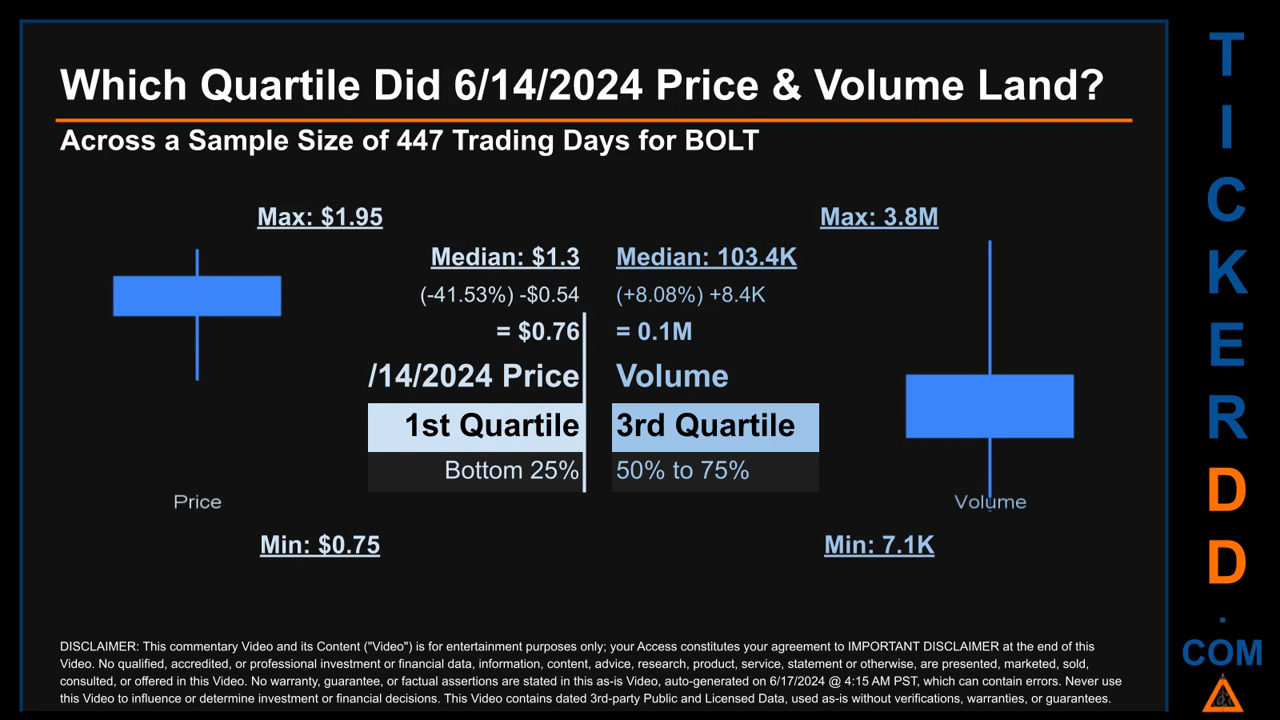 Which Quartile Did 6/14/2024 Price & Volume Land?
Across a Sample Size of 447 Trading Days for BOLT
Max: $1.95
Max: 3.8M
Median: $1.3
Median: 103.4K
(-41.53%) -$0.54
(+8.08%) +8.4K
= $0.76
= 0.1M
/14/2024 Price
Volume
1st Quartile
3rd Quartile
Bottom 25%
50% to 75%
Price
Volume
Min: $0.75
Min: 7.1K
DISCLAIMER: This commentary Video and its Content ("Video") is for entertainment purposes only; your Access constitutes your agreement to IMPORTANT DISCLAIMER at the end of this
Video. No qualified, accredited, or professional investment or financial data, information, content, advice, research, product, service, statement or otherwise, are presented, marketed, sold,
consulted, or offered in this Video. No warranty, guarantee, or factual assertions are stated in this as-is Video, auto-generated on 6/17/2024 @ 4:15 AM PST, which can contain errors. Never use
this Video to influence or determine investment or financial decisions. This Video contains dated 3rd-party Public and Licensed Data, used as-is without verifications, warranties, or guarantees.
T
I
C
K
E
R
D
D
.
COM